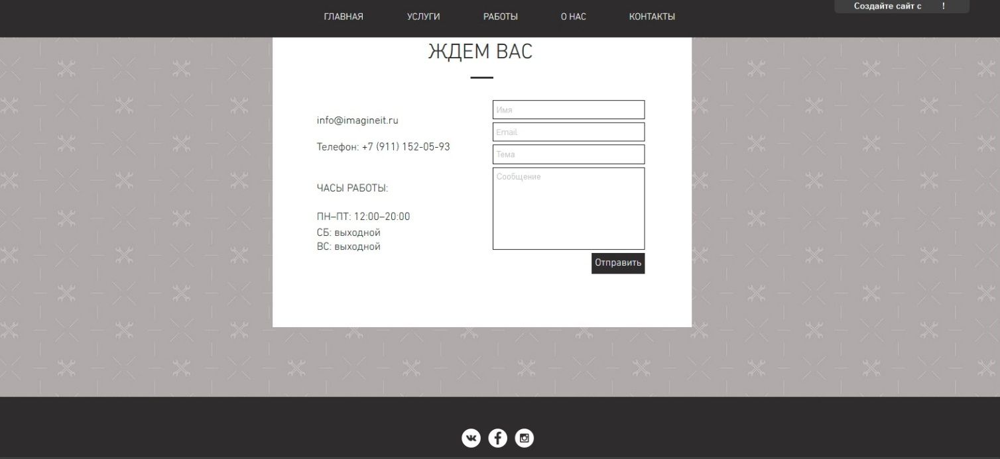 ГЛАВНАЯ УСЛУГИ РАБОТЫ О НАС КОНТАКТЫ
Создайте сайт с !
ЖДЕМ ВАС
info@imagineit.ru
Телефон: +7 (911) 152-05-93
ЧАСЫ РАБОТЫ:
ПН–ПТ: 12:00–20:00
СБ: выходной
ВС: выходной
Имя
Email
Тема
Сообщение
Отправить